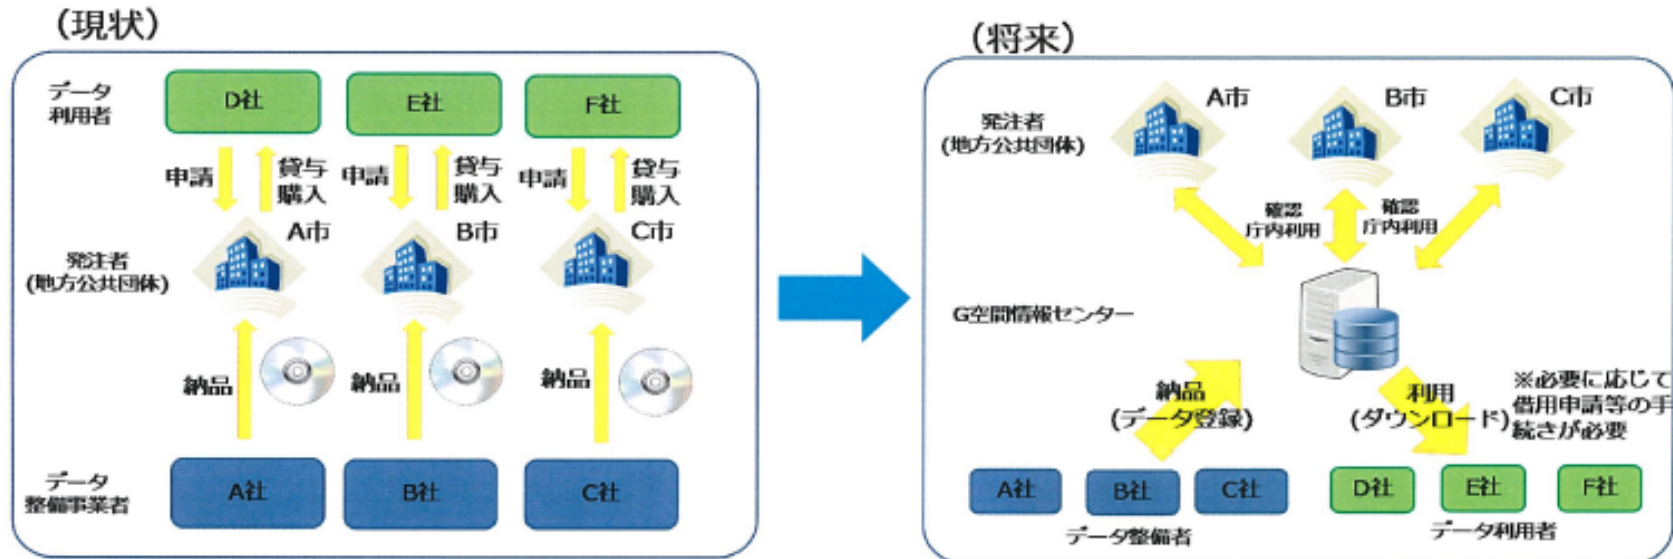 (現状)
データ
利用者
D社
E社
F社
申請
貸与
購入
申請
貸与
購入
申請
貸与
購入
発注者
(地方公共団体)
A市
B市
C市
納品
納品
納品
データ
整備事業者
A社
B社
C社
(将来)
発注者
(地方公共団体)
A市
B市
C市
確認
庁内利用
確認
庁内利用
G空間情報センター
納品
(データ登録)
利用
(ダウンロード)
※必要に応じて
借用申請等の手
続きが必要
A社
B社
C社
データ整備者
D社
E社
F社
データ利用者